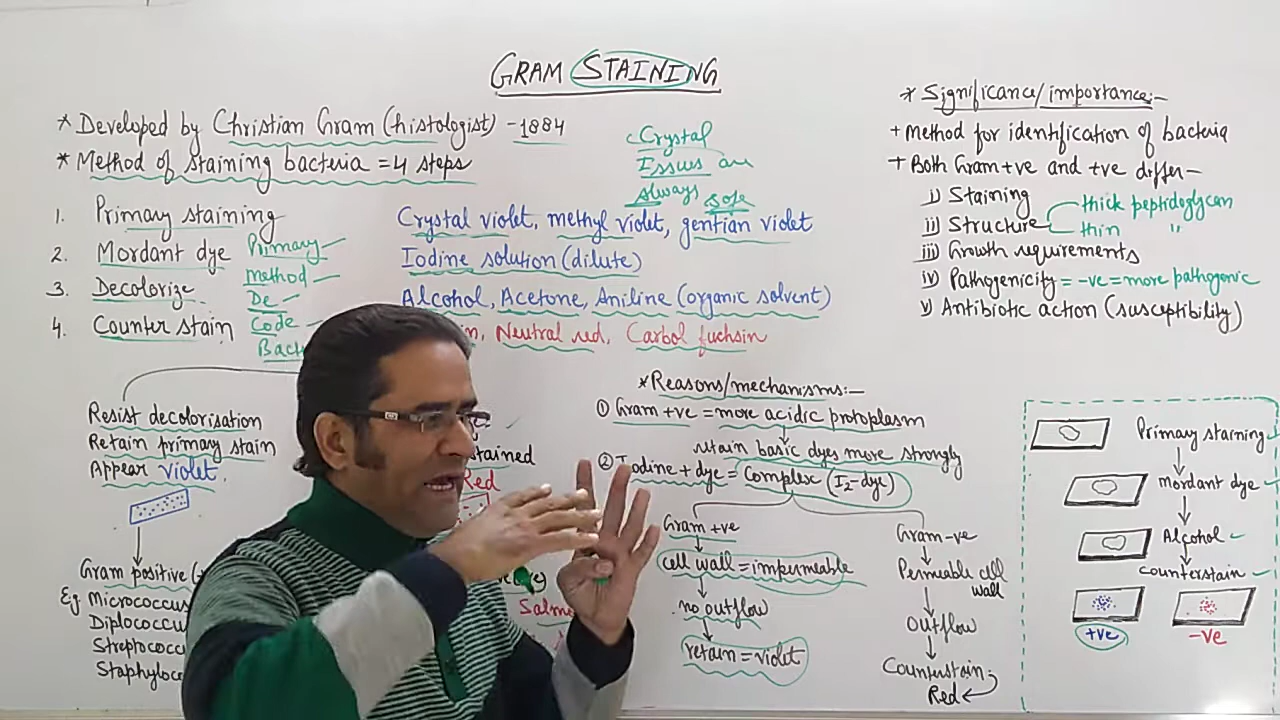 GRAM STAINING
* Developed by Christian Gram (histologist) - 1884
* Method of staining bacteria = 4 steps
Crystal
Issues are
always safe
1. Primary staining
2. Mordant dye
3. Decolorize
4. Counter stain
Primary
Method
De
Code
Crystal violet, methyl violet, gentian violet
Iodine solution (dilute)
Alcohol, Acetone, Aniline (organic solvent)
Neutral red, Carbol fuchsin
* Significance/importance:-
+ Method for identification of bacteria
+ Both Gram +ve and +ve differ-
i) Staining
ii) Structure
thick peptidoglycan
thin "
iii) Growth requirements
iv) Pathogenicity = -ve = more pathogenic
v) Antibiotic action (susceptibility)
Resist decolorisation
Retain primary stain
Appear violet
Gram positive
Eg Micrococcus
Red
* Reasons/mechanisms:-
① Gram +ve = more acidic protoplasm
retain basic dyes more strongly
② Iodine + dye = Complex (I2-dye)
Gram +ve
cell wall = impermeable
no outflow
retain = violet
Gram -ve
Permeable cell
wall
Outflow
Counterstain
Red
Primary staining
Mordant dye
Alcohol
Counterstain
+ve
-ve